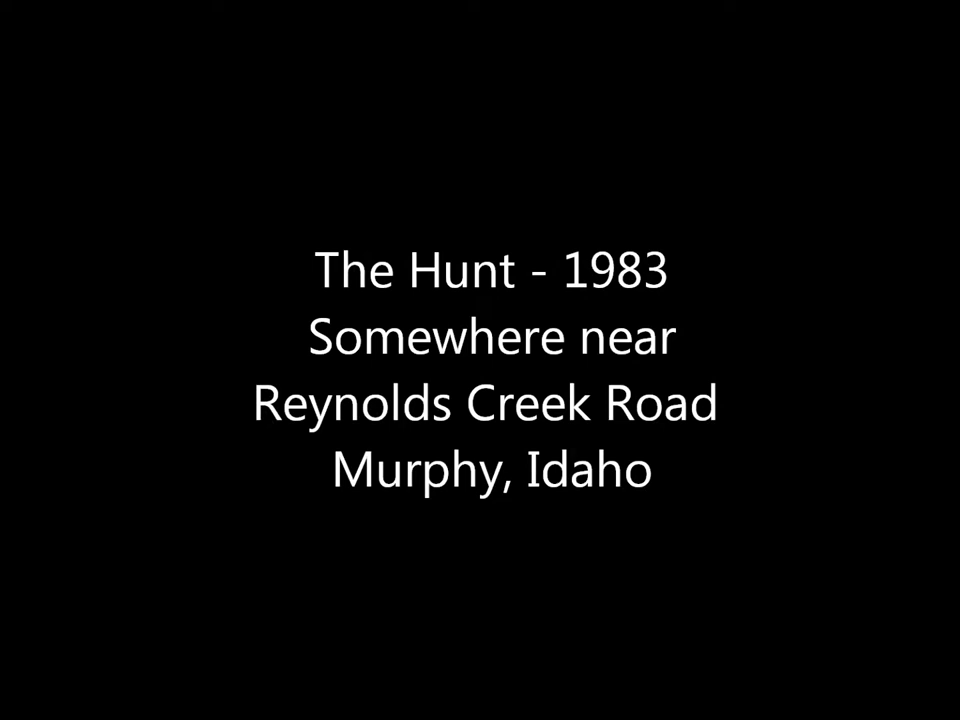 The Hunt - 1983
Somewhere near
Reynolds Creek Road
Murphy, Idaho